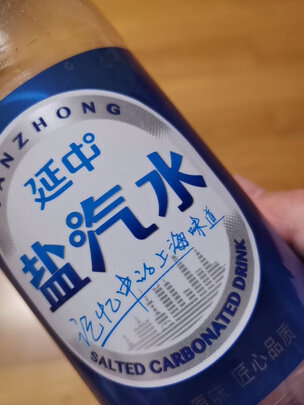 ANZHONG
延中
盐汽水
记忆中的上海味道
SALTED CARBONATED DRINK
味 匠心品质